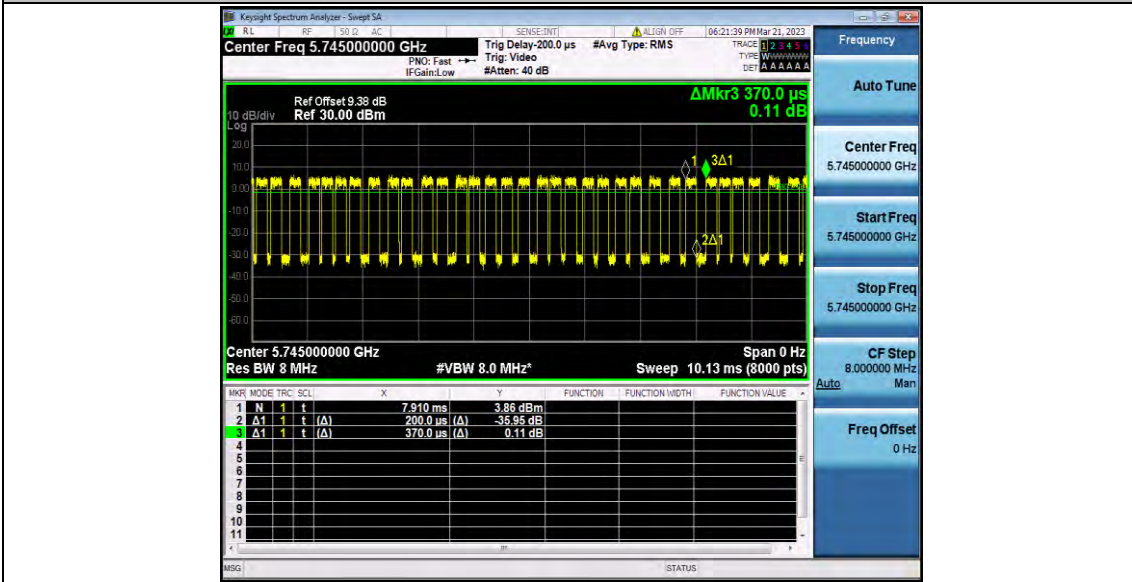 Keysight Spectrum Analyzer - Swept SA
RL RF 50 Ω AC SENSE:INT ALIGN OFF 06:21:39 PM Mar 21, 2023
Center Freq 5.745000000 GHz
PNO: Fast
IFGain:Low
Trig Delay-200.0 µs
Trig: Video
#Atten: 40 dB
#Avg Type: RMS
TRACE 1 2 3 4 5 6
TYPE W
DET A A A A A A
Frequency
Auto Tune
Center Freq
5.745000000 GHz
Start Freq
5.745000000 GHz
Stop Freq
5.745000000 GHz
CF Step
8.000000 MHz
Auto Man
Freq Offset
0 Hz
ΔMkr3 370.0 µs
0.11 dB
Ref Offset 9.38 dB
10 dB/div Ref 30.00 dBm
Log
20.0
10.0
0.00
-10.0
-20.0
-30.0
-40.0
-50.0
-60.0
1
3Δ1
2Δ1
Center 5.745000000 GHz Span 0 Hz
Res BW 8 MHz #VBW 8.0 MHz* Sweep 10.13 ms (8000 pts)
MKR MODE TRC SCL X Y FUNCTION FUNCTION WIDTH FUNCTION VALUE
1 N 1 t 7.910 ms 3.86 dBm
2 Δ1 1 t (Δ) 200.0 µs (Δ) -35.95 dB
3 Δ1 1 t (Δ) 370.0 µs (Δ) 0.11 dB
4
5
6
7
8
9
10
11
MSG STATUS